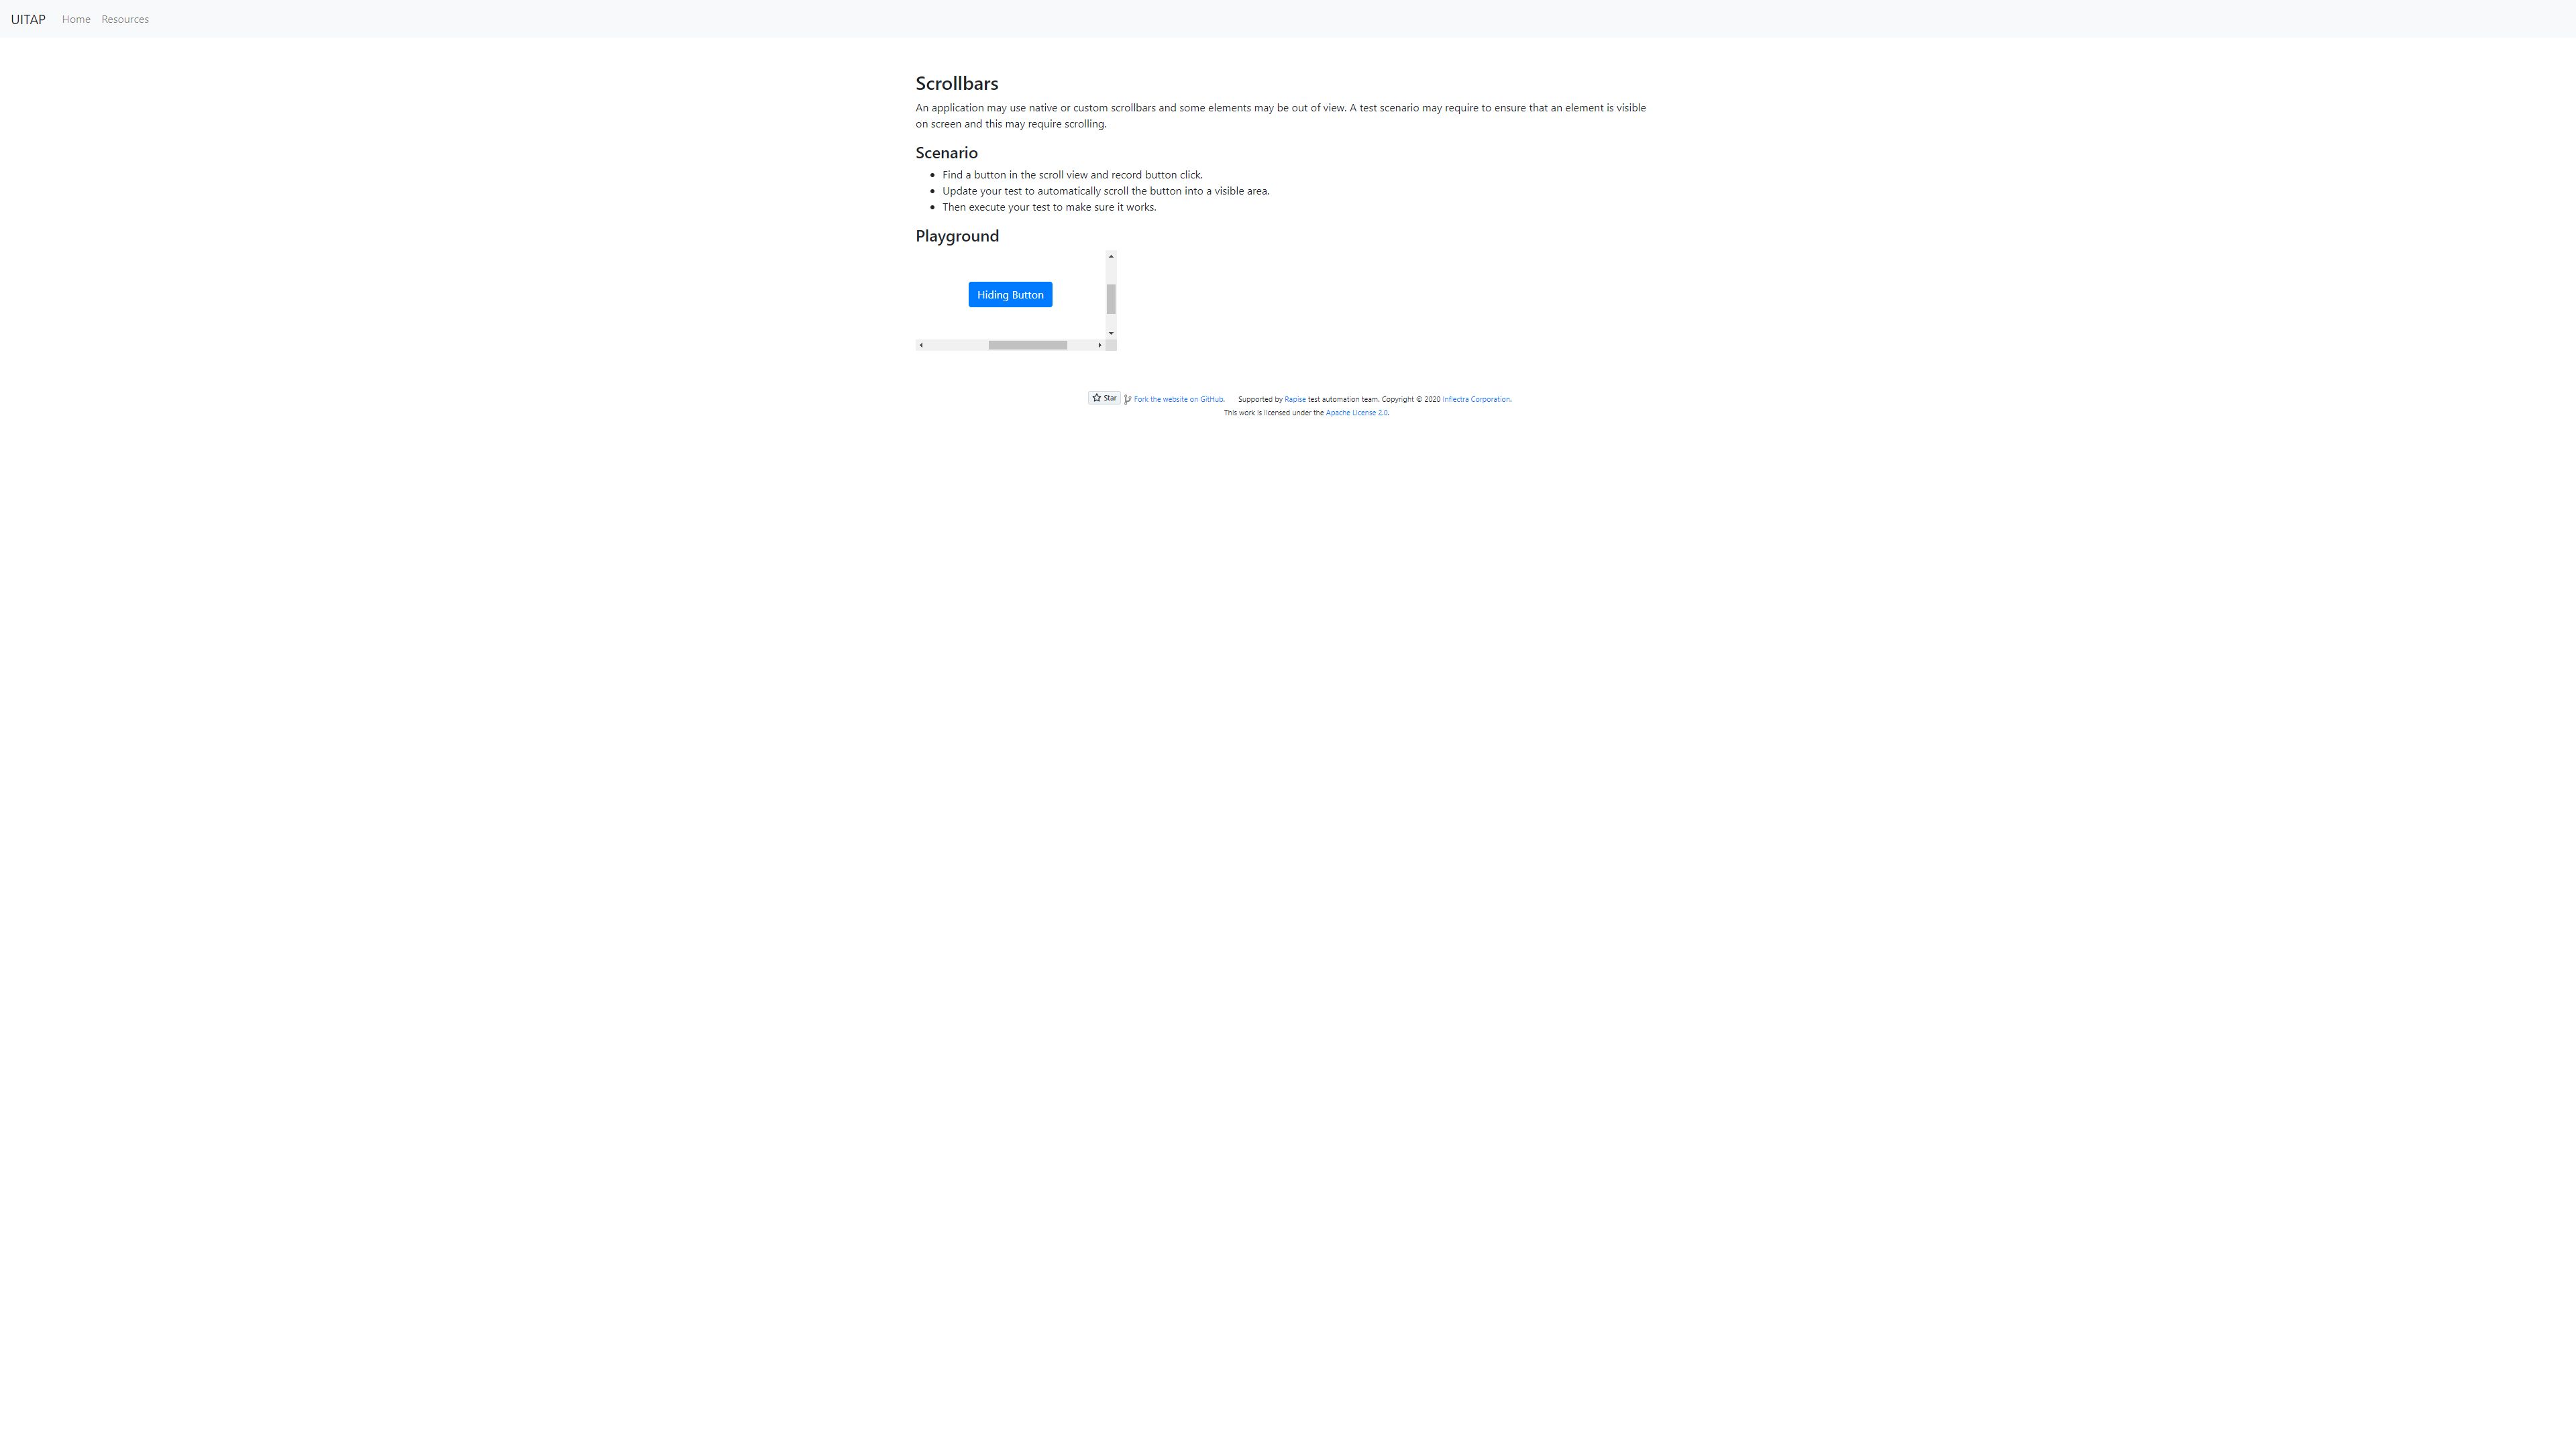 UITAP Home Resources
Scrollbars
An application may use native or custom scrollbars and some elements may be out of view. A test scenario may require to ensure that an element is visible
on screen and this may require scrolling.
Scenario
Find a button in the scroll view and record button click.
Update your test to automatically scroll the button into a visible area.
Then execute your test to make sure it works.
Playground
Hiding Button
Star Fork the website on GitHub. Supported by Rapise test automation team. Copyright © 2020 Inflectra Corporation.
This work is licensed under the Apache License 2.0.